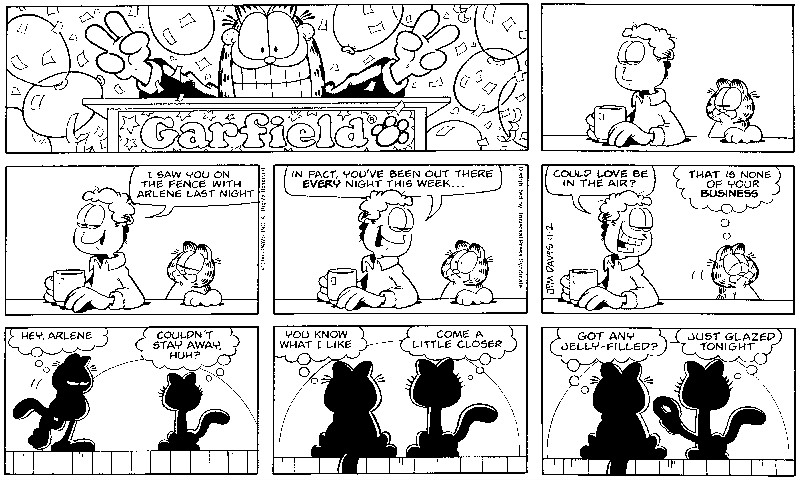 Garfield®
I SAW YOU ON
THE FENCE WITH
ARLENE LAST NIGHT
IN FACT, YOU'VE BEEN OUT THERE
EVERY NIGHT THIS WEEK...
COULD LOVE BE
IN THE AIR?
THAT IS NONE
OF YOUR
BUSINESS
JIM DAVIS 11-2
HEY, ARLENE
COULDN'T
STAY AWAY,
HUH?
YOU KNOW
WHAT I LIKE
COME A
LITTLE CLOSER
GOT ANY
JELLY-FILLED?
JUST GLAZED
TONIGHT